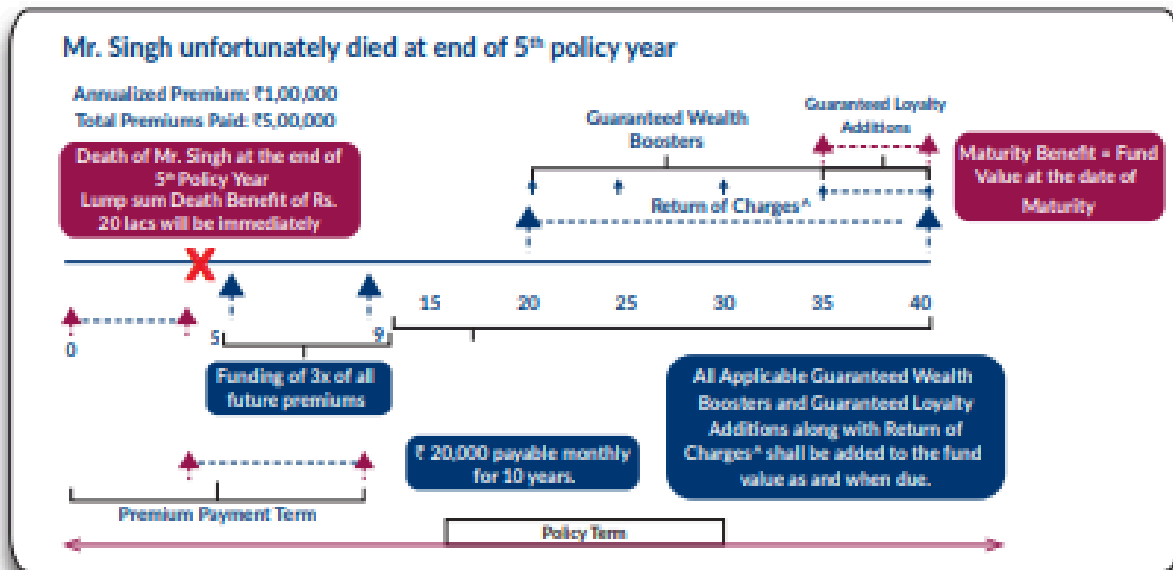 Mr. Singh unfortunately died at end of 5th policy year
Annualized Premium: ₹1,00,000
Total Premiums Paid: ₹5,00,000
Death of Mr. Singh at the end of
5th Policy Year
Lump sum Death Benefit of Rs.
20 lacs will be immediately
Guaranteed Wealth
Boosters
Guaranteed Loyalty
Additions
Return of Charges^
Maturity Benefit = Fund
Value at the date of
Maturity
0
5
9
15
20
25
30
35
40
Funding of 3x of all
future premiums
₹ 20,000 payable monthly
for 10 years.
All Applicable Guaranteed Wealth
Boosters and Guaranteed Loyalty
Additions along with Return of
Charges^ shall be added to the fund
value as and when due.
Premium Payment Term
Policy Term